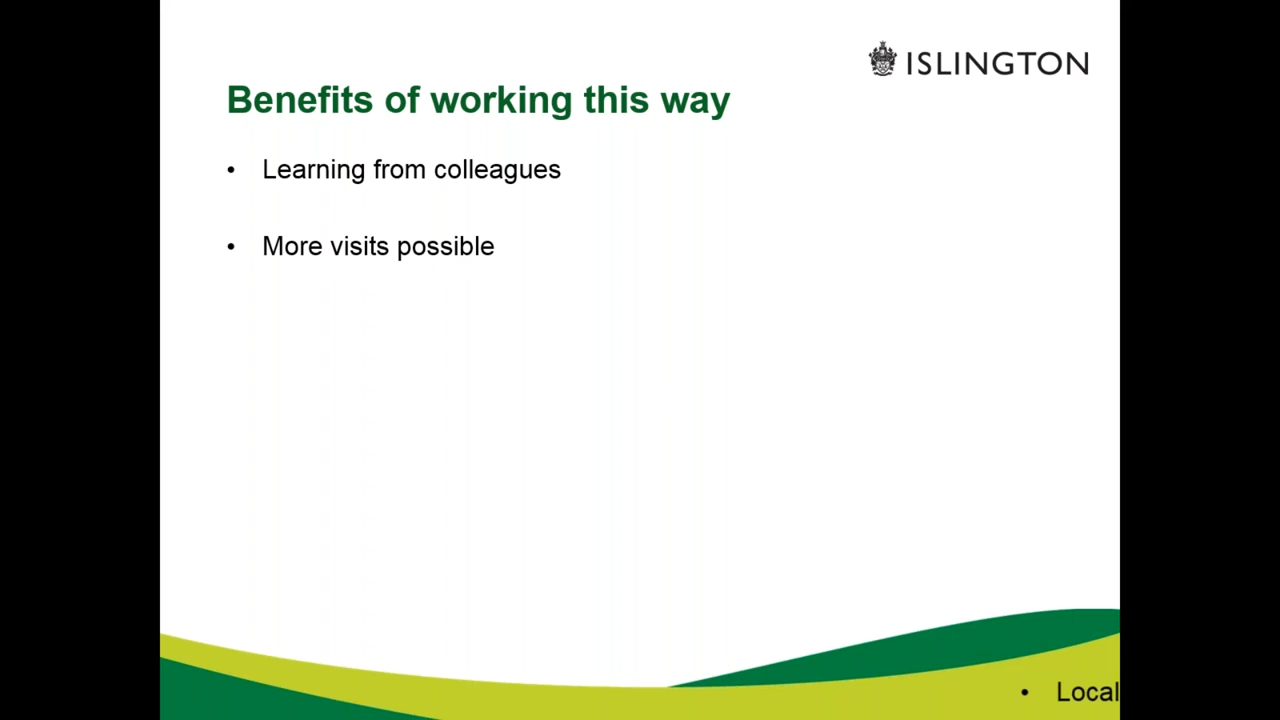 ISLINGTON
Benefits of working this way
• Learning from colleagues
• More visits possible
• Local